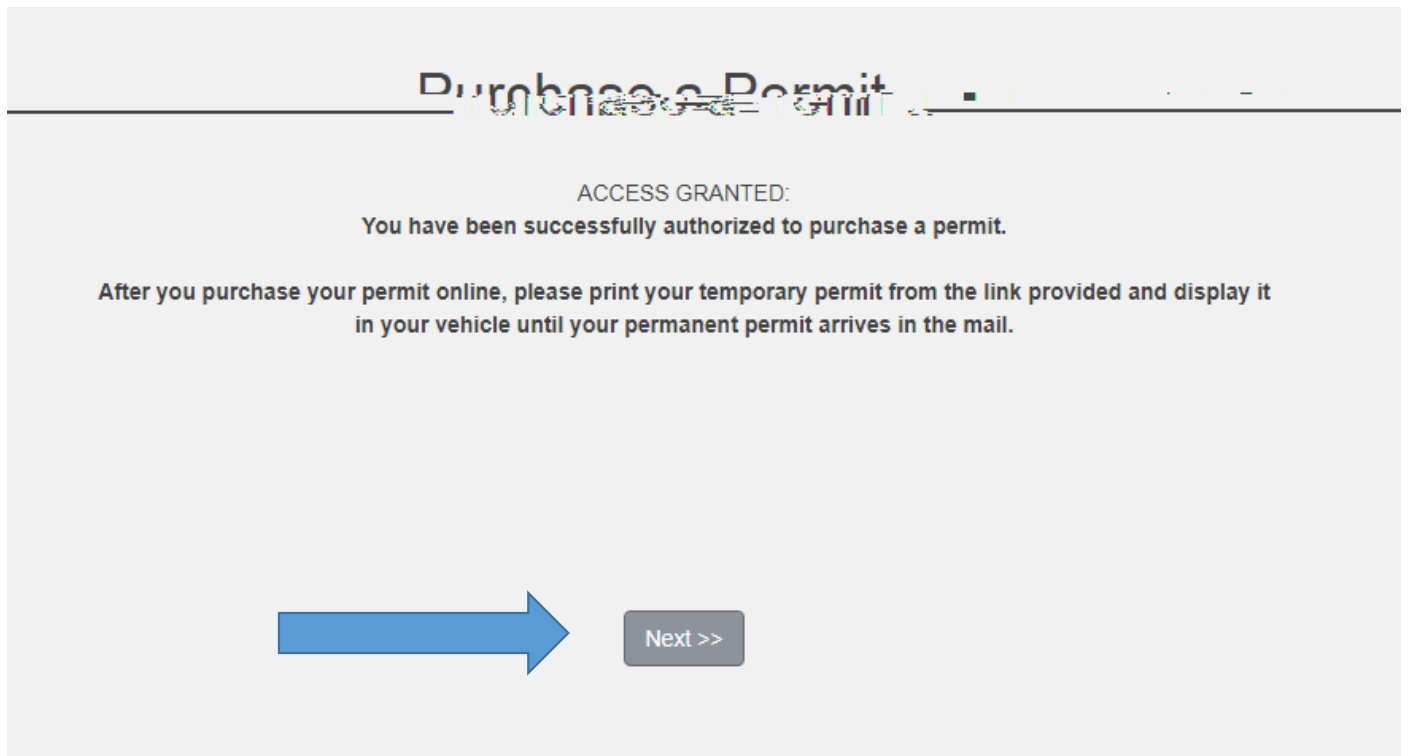 Purchase a Permit
ACCESS GRANTED:
You have been successfully authorized to purchase a permit.
After you purchase your permit online, please print your temporary permit from the link provided and display it
in your vehicle until your permanent permit arrives in the mail.
Next >>